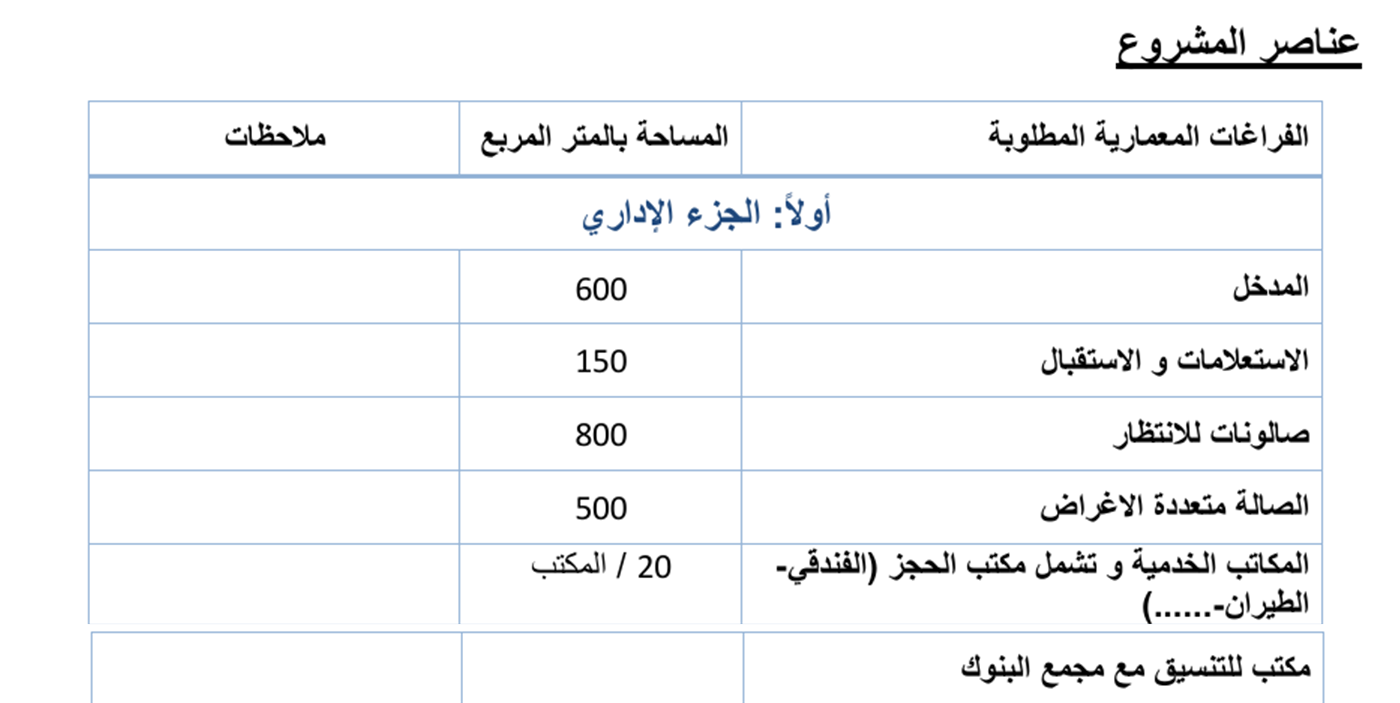 عناصر المشروع
الفراغات المعمارية المطلوبة المساحة بالمتر المربع ملاحظات
أولاً: الجزء الإداري
المدخل 600
الاستعلامات و الاستقبال 150
صالونات للانتظار 800
الصالة متعددة الاغراض 500
المكاتب الخدمية و تشمل مكتب الحجز (الفندقي- 20 / المكتب
الطيران-......)
مكتب للتنسيق مع مجمع البنوك